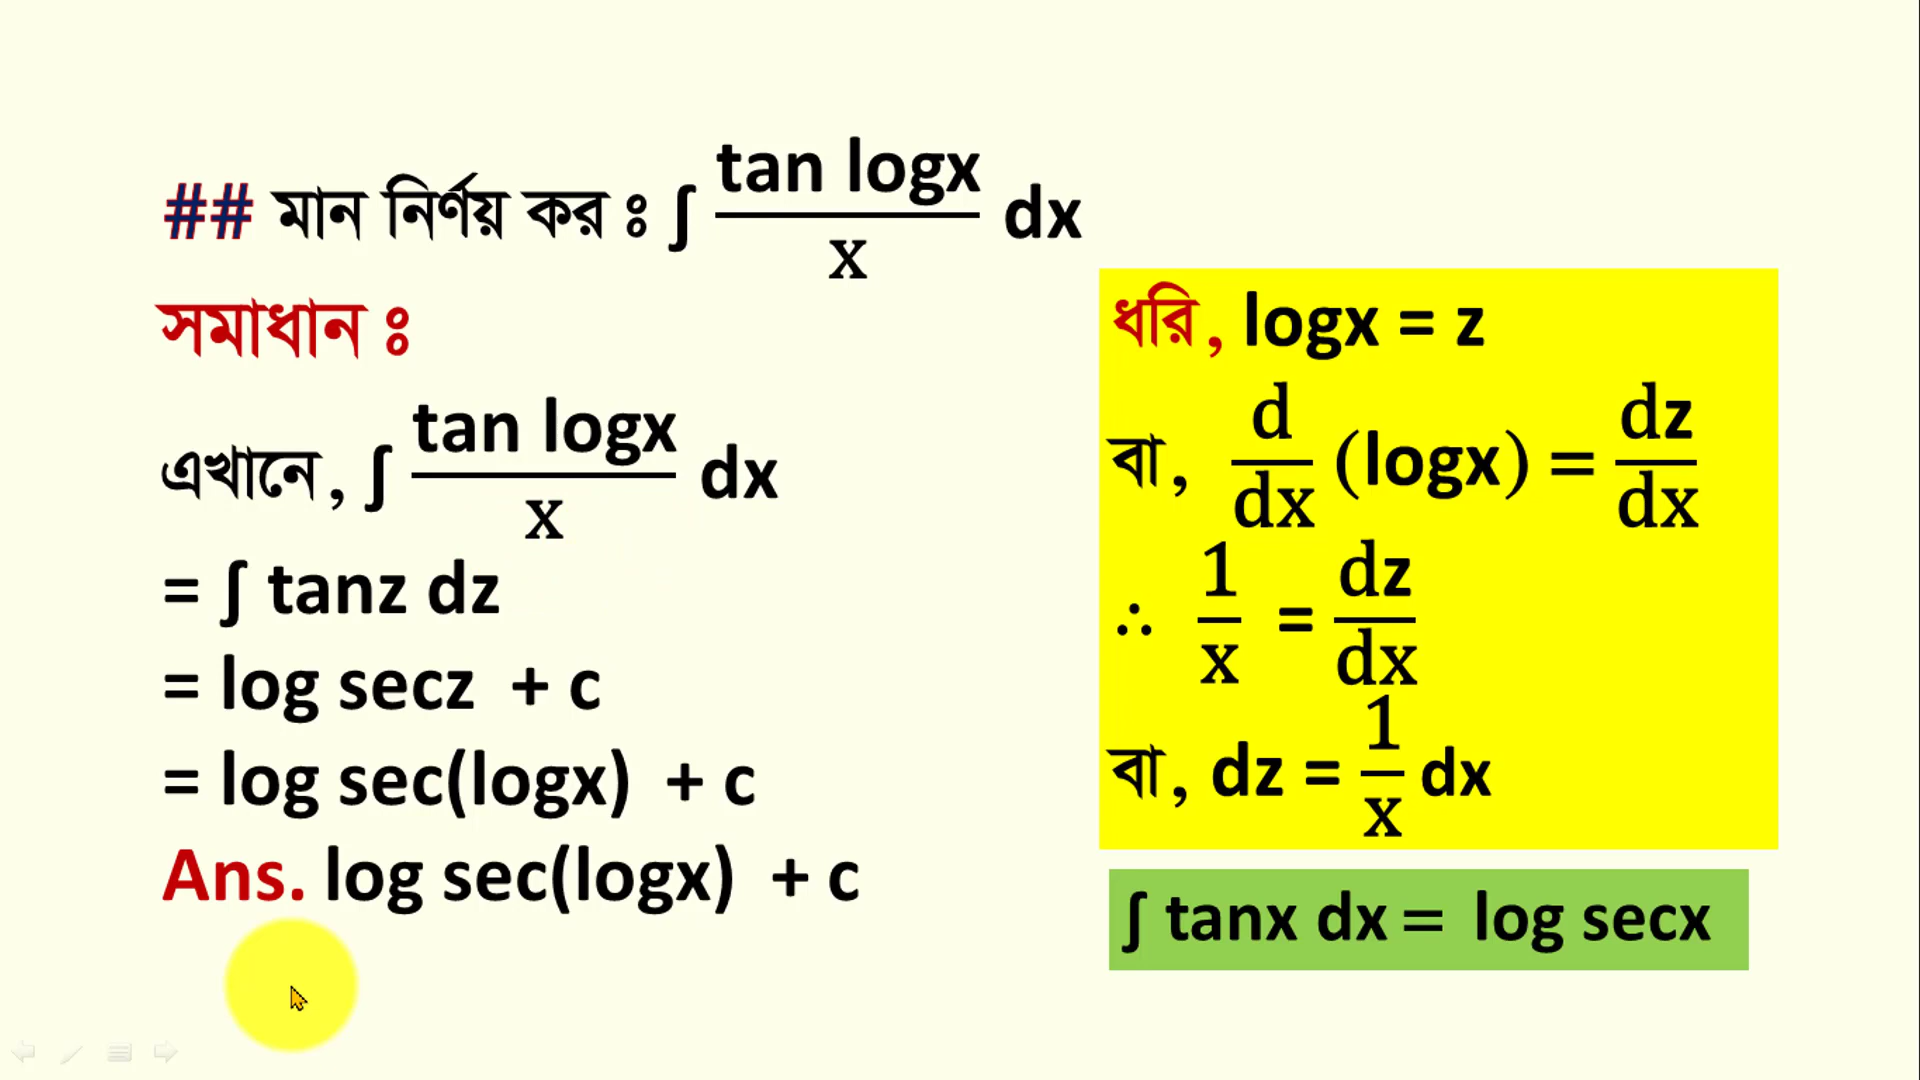 ## মান নির্ণয় কর ঃ ∫ tan logx / x dx
সমাধান ঃ
এখানে, ∫ tan logx / x dx
= ∫ tanz dz
= log secz + c
= log sec(logx) + c
Ans. log sec(logx) + c
ধরি, logx = z
বা, d/dx (logx) = dz/dx
∴ 1/x = dz/dx
বা, dz = 1/x dx
∫ tanx dx = log secx